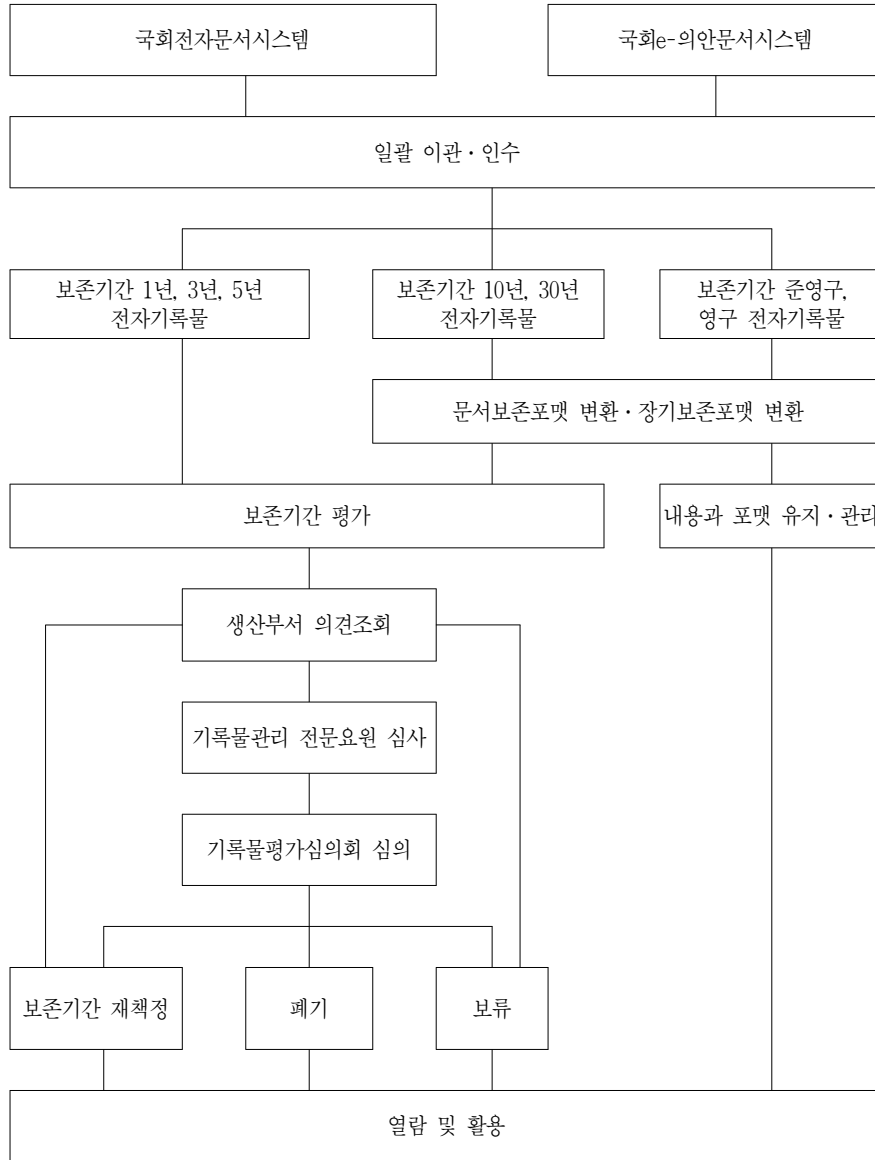 국회전자문서시스템
국회e-의안문서시스템
일괄 이관·인수
보존기간 1년, 3년, 5년
전자기록물
보존기간 10년, 30년
전자기록물
보존기간 준영구,
영구 전자기록물
문서보존포맷 변환·장기보존포맷 변환
보존기간 평가
내용과 포맷 유지·관리
생산부서 의견조회
기록물관리 전문요원 심사
기록물평가심의회 심의
보존기간 재책정
폐기
보류
열람 및 활용